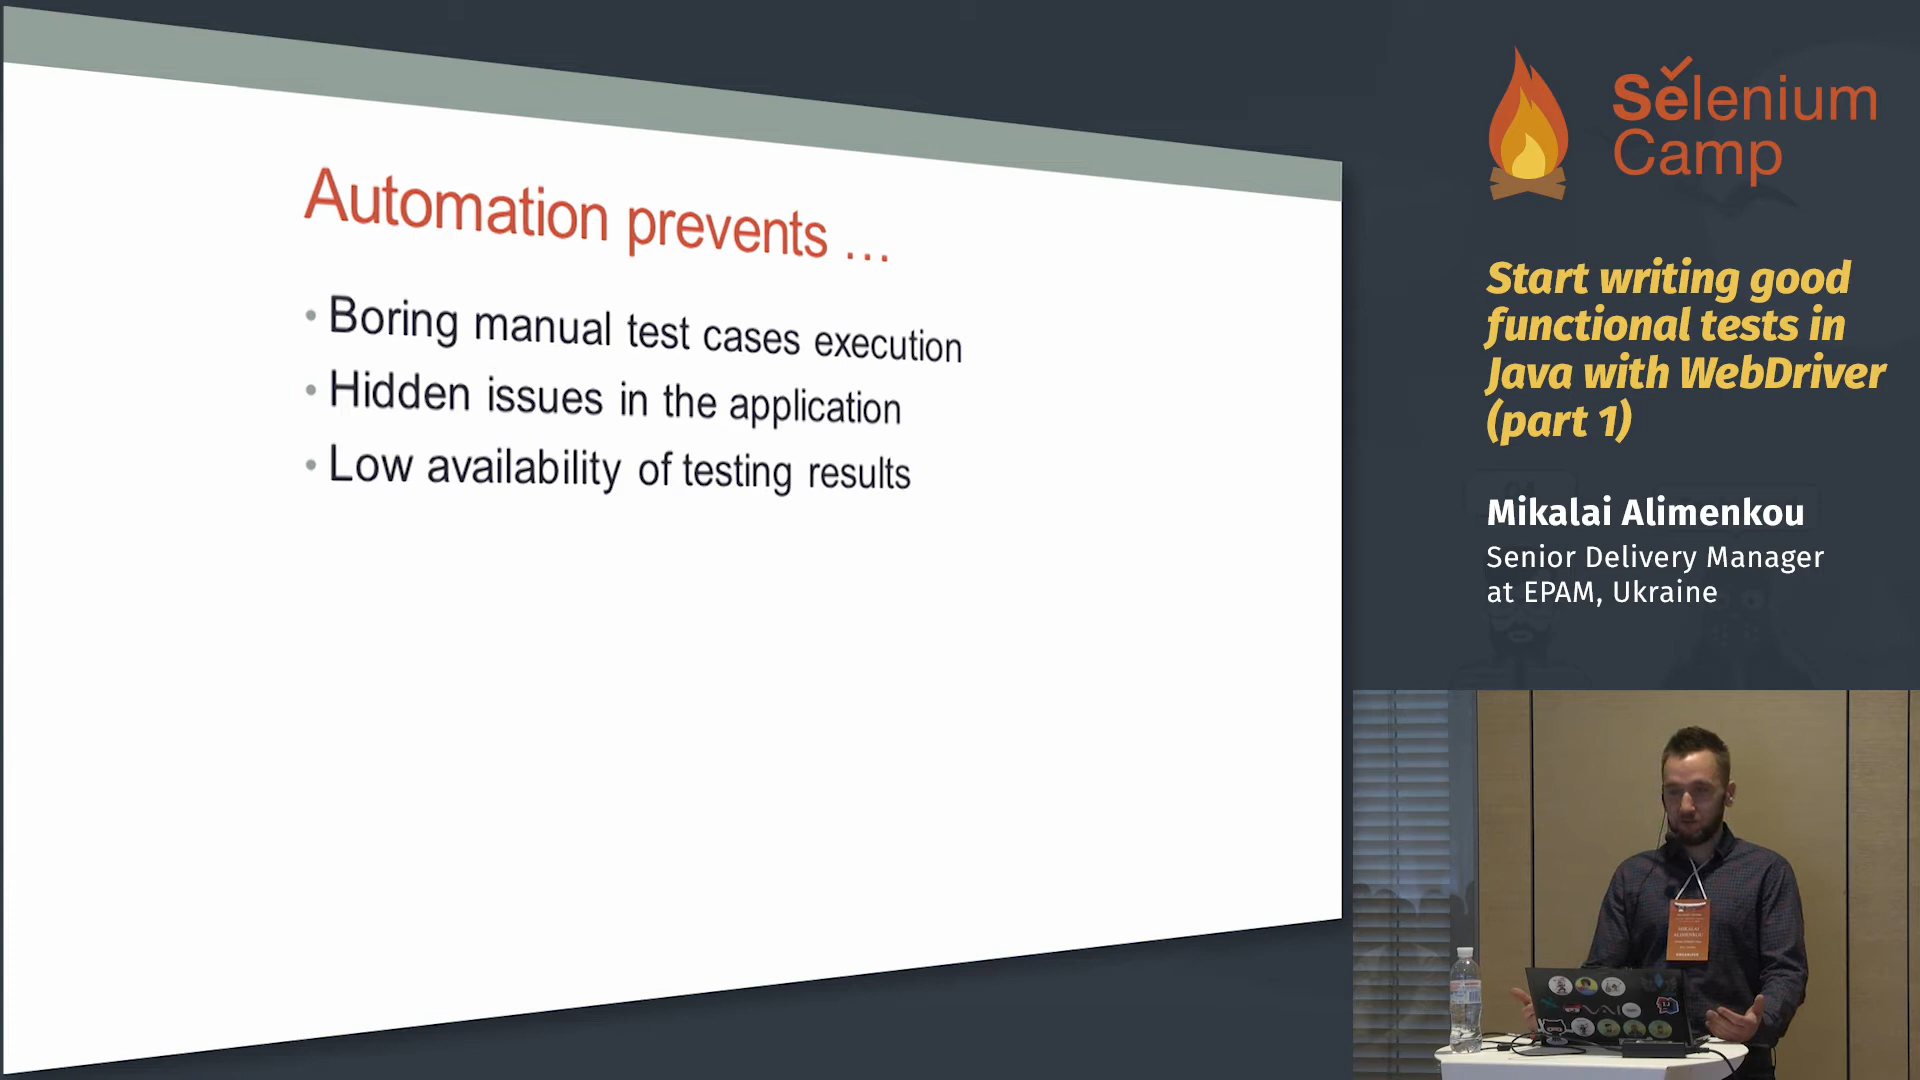 Automation prevents ...
• Boring manual test cases execution
• Hidden issues in the application
• Low availability of testing results
Selenium
Camp
Start writing good
functional tests in
Java with WebDriver
(part 1)
Mikalai Alimenkou
Senior Delivery Manager
at EPAM, Ukraine
MIKALAI
ALIMENKOU